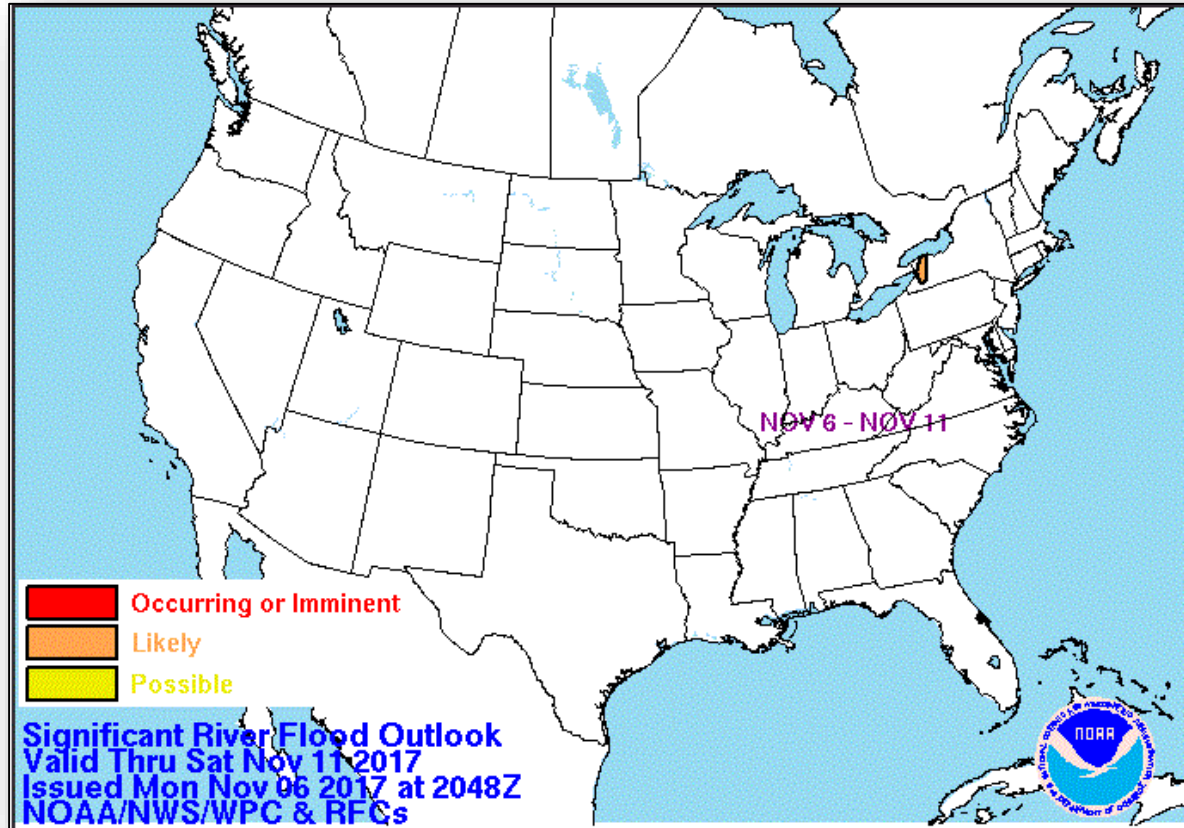 NOV 6 - NOV 11
Occurring or Imminent
Likely
Possible
Significant River Flood Outlook
Valid Thru Sat Nov 11 2017
Issued Mon Nov 06 2017 at 2048Z
NOAA/NWS/WPC & RFCs
NOAA